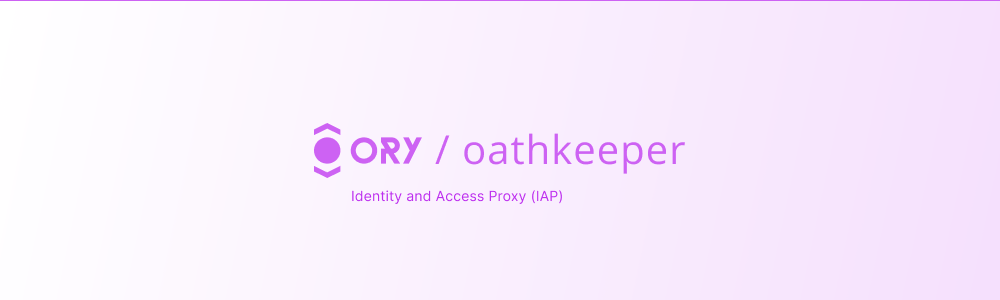 ORY / oathkeeper
Identity and Access Proxy (IAP)